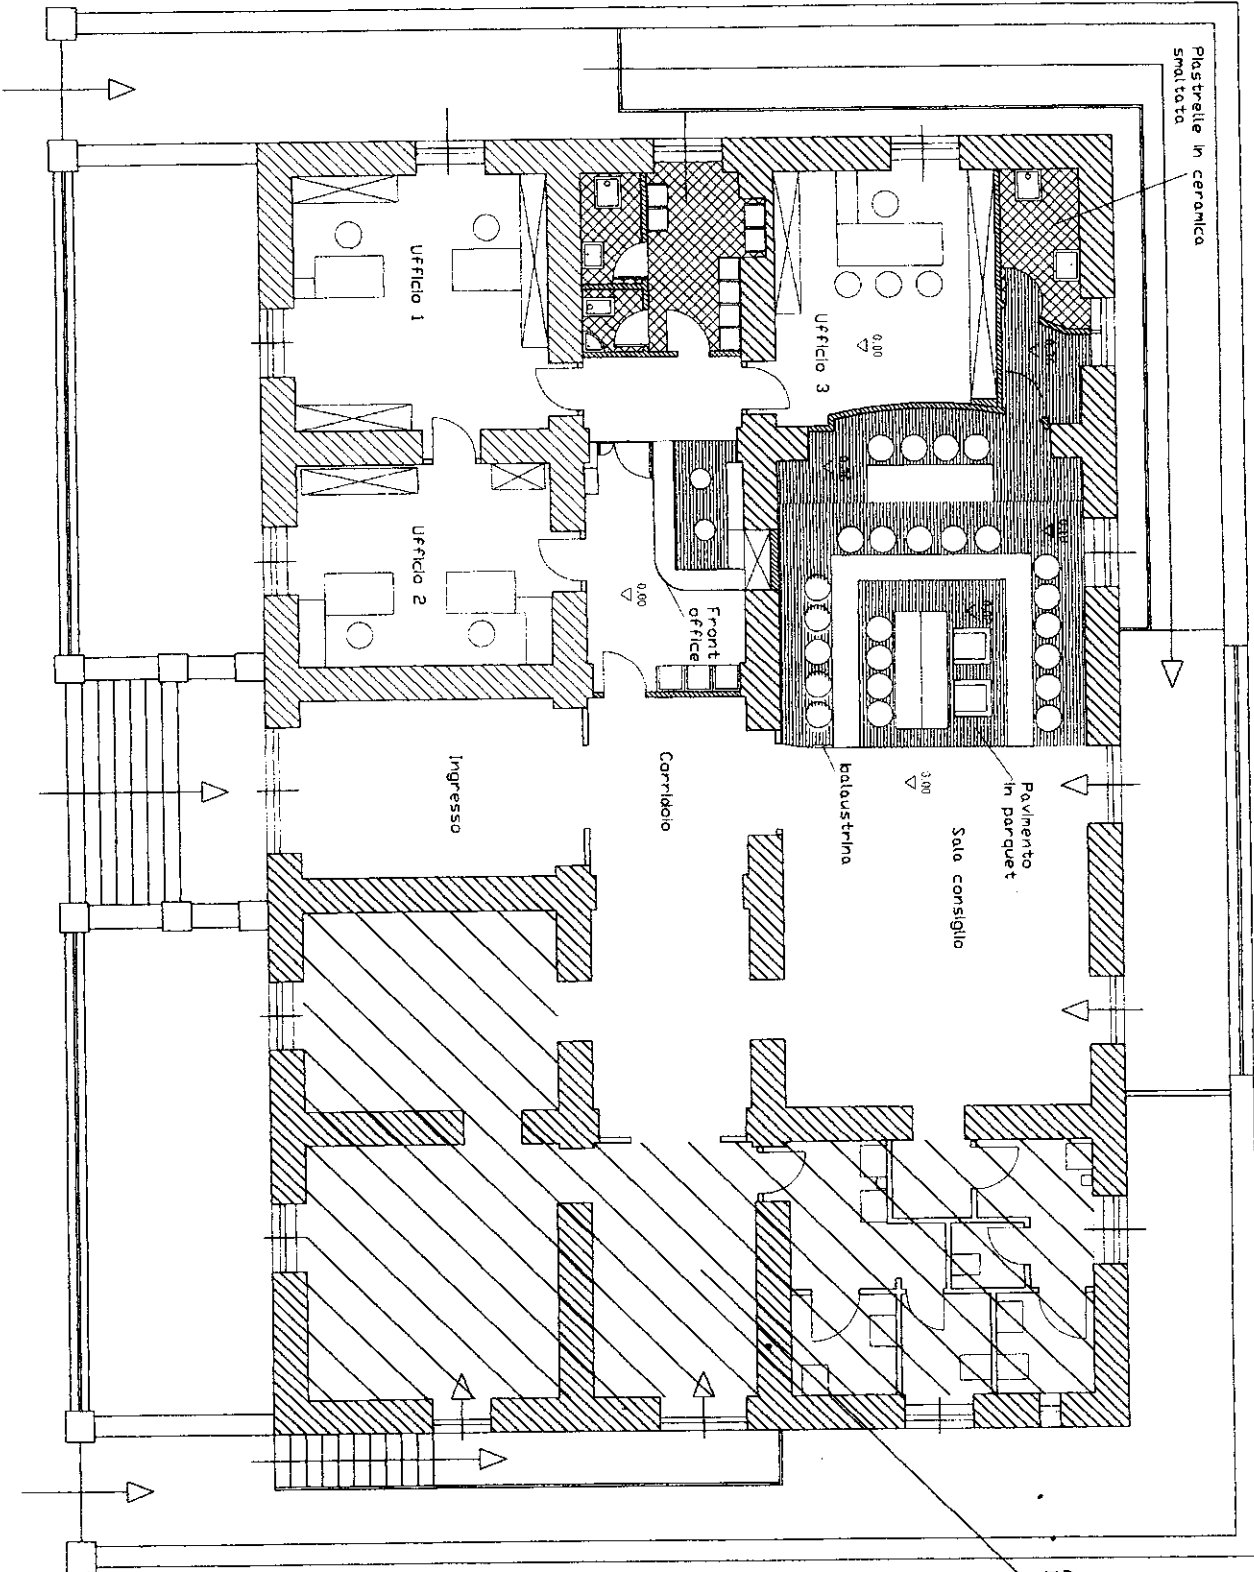 Piastrelle in ceramica
smaltata
Ufficio 1
Ufficio 3
0.00
Ufficio 2
Front
office
0.00
Pavimento
in parquet
balaustrina
0.00
Sala consiglio
Corridoio
Ingresso